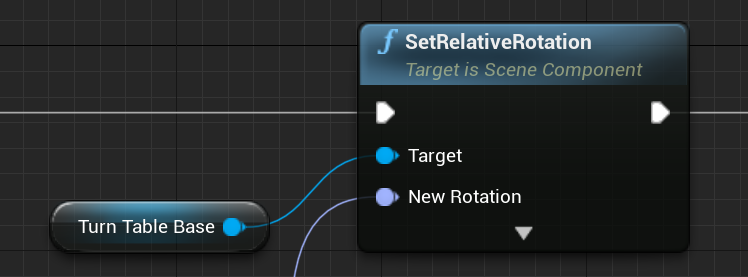 f SetRelativeRotation
Target is Scene Component
Target
New Rotation
Turn Table Base